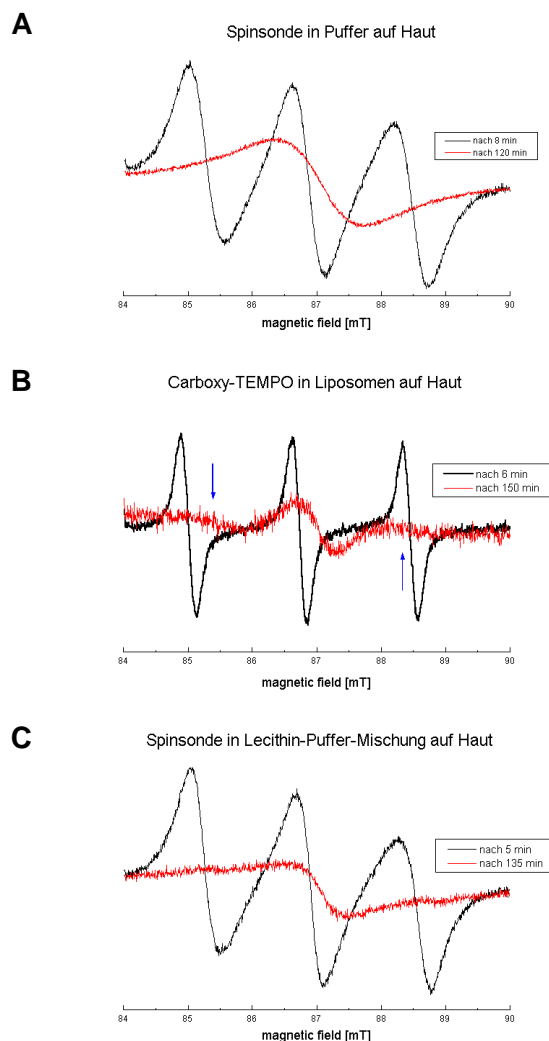 A
Spinsonde in Puffer auf Haut
nach 8 min
nach 120 min
84 85 86 87 88 89 90
magnetic field [mT]
B
Carboxy-TEMPO in Liposomen auf Haut
nach 6 min
nach 150 min
84 85 86 87 88 89 90
magnetic field [mT]
C
Spinsonde in Lecithin-Puffer-Mischung auf Haut
nach 5 min
nach 135 min
84 85 86 87 88 89 90
magnetic field [mT]